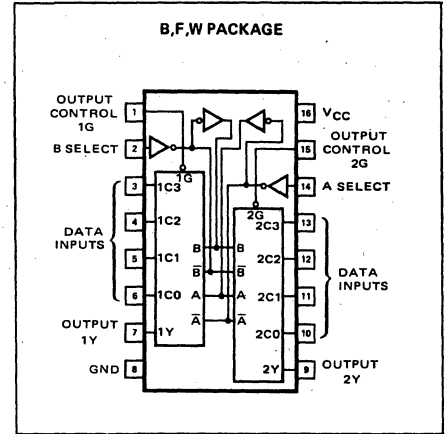 B,F,W PACKAGE
OUTPUT
CONTROL
1G
1
B SELECT
2
3
1C3
4
1C2
5
1C1
6
1C0
DATA
INPUTS
OUTPUT
1Y
7
1Y
GND
8
1G
2G
B
B
B̅
B̅
A
A
A̅
A̅
16
VCC
15
OUTPUT
CONTROL
2G
14
A SELECT
2C3
13
2C2
12
2C1
11
2C0
10
DATA
INPUTS
2Y
9
OUTPUT
2Y